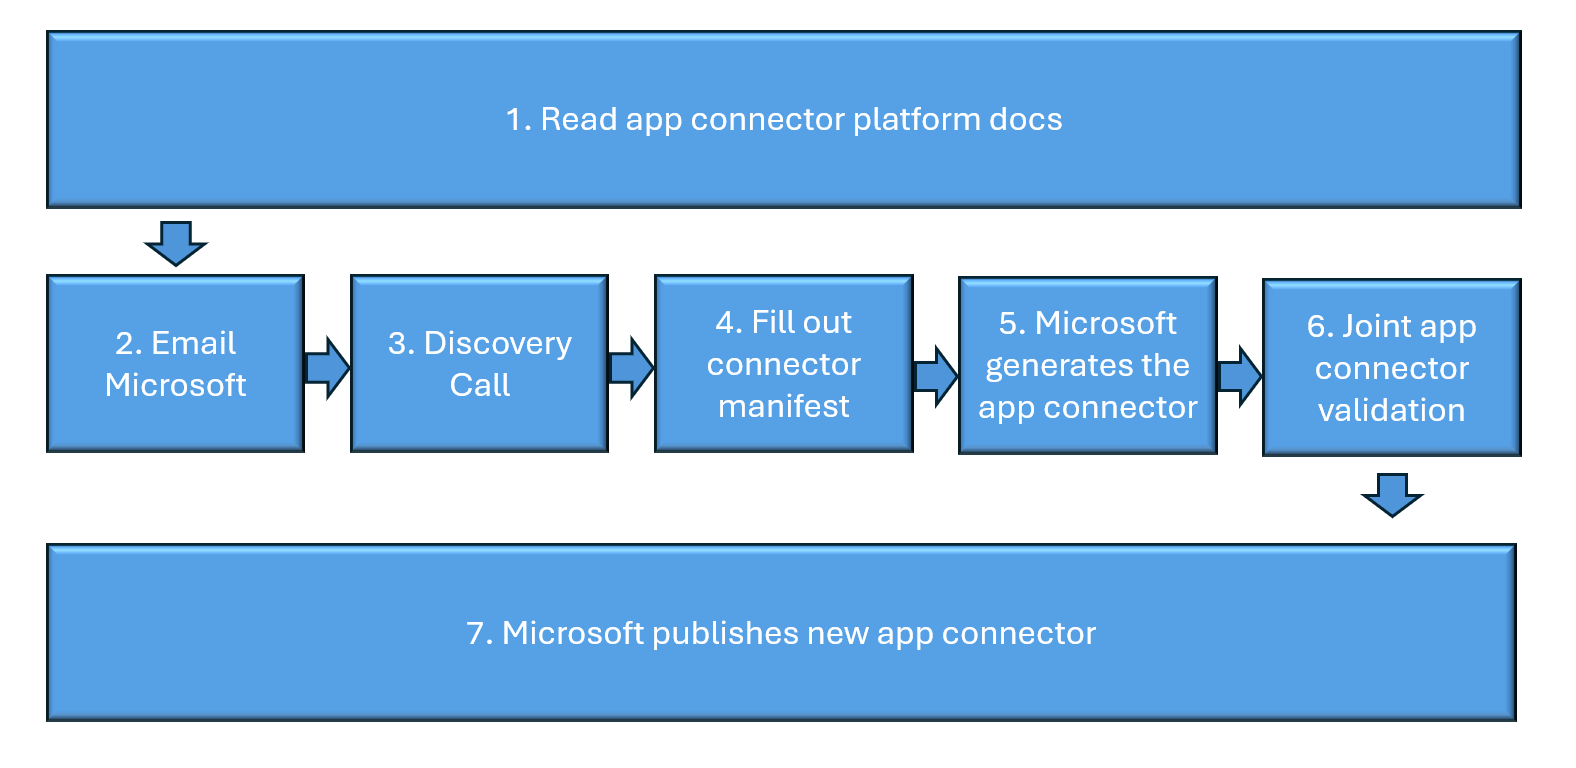 1. Read app connector platform docs
2. Email
Microsoft
3. Discovery
Call
4. Fill out
connector
manifest
5. Microsoft
generates the
app connector
6. Joint app
connector
validation
7. Microsoft publishes new app connector